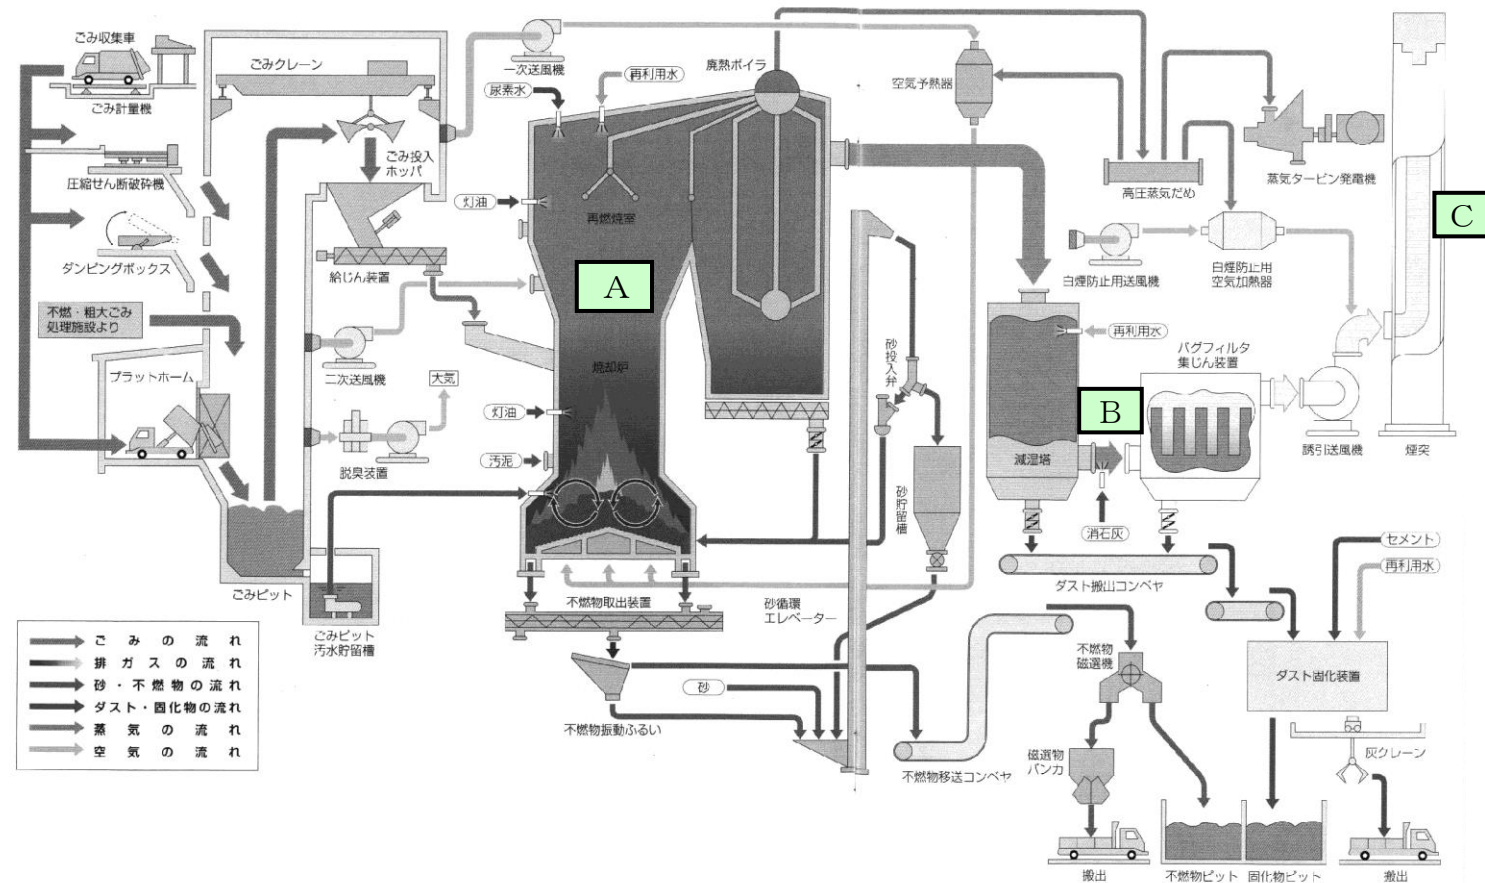 ごみ収集車
ごみ計量機
圧縮せん断破砕機
ダンピングボックス
不燃・粗大ごみ
処理施設より
プラットホーム
ごみクレーン
ごみ投入
ホッパ
給じん装置
一次送風機
二次送風機
大気
脱臭装置
ごみピット
ごみピット
汚水貯留槽
尿素水
再利用水
廃熱ボイラ
灯油
再燃焼室
A
焼却炉
灯油
汚泥
不燃物取出装置
不燃物振動ふるい
砂
砂循環
エレベーター
砂投入弁
砂貯留槽
空気予熱器
高圧蒸気だめ
蒸気タービン発電機
白煙防止用送風機
白煙防止用
空気加熱器
C
再利用水
減湿塔
B
バグフィルタ
集じん装置
消石灰
誘引送風機
煙突
ダスト搬出コンベヤ
セメント
再利用水
ダスト固化装置
不燃物
磁選機
不燃物移送コンベヤ
磁選物
バンカ
灰クレーン
搬出
不燃物ピット
固化物ピット
搬出
ごみの流れ
排ガスの流れ
砂・不燃物の流れ
ダスト・固化物の流れ
蒸気の流れ
空気の流れ